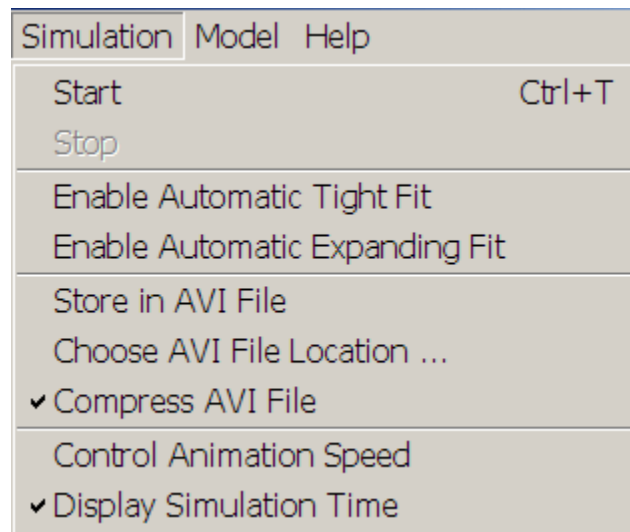 Simulation Model Help
Start Ctrl+T
Stop
Enable Automatic Tight Fit
Enable Automatic Expanding Fit
Store in AVI File
Choose AVI File Location ...
Compress AVI File
Control Animation Speed
Display Simulation Time